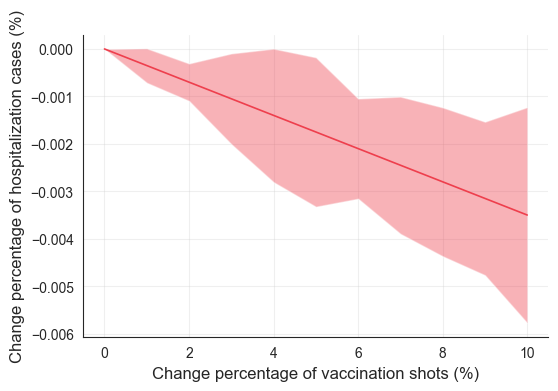 Change percentage of hospitalization cases (%)
0.000
−0.001
−0.002
−0.003
−0.004
−0.005
−0.006
0 2 4 6 8 10
Change percentage of vaccination shots (%)